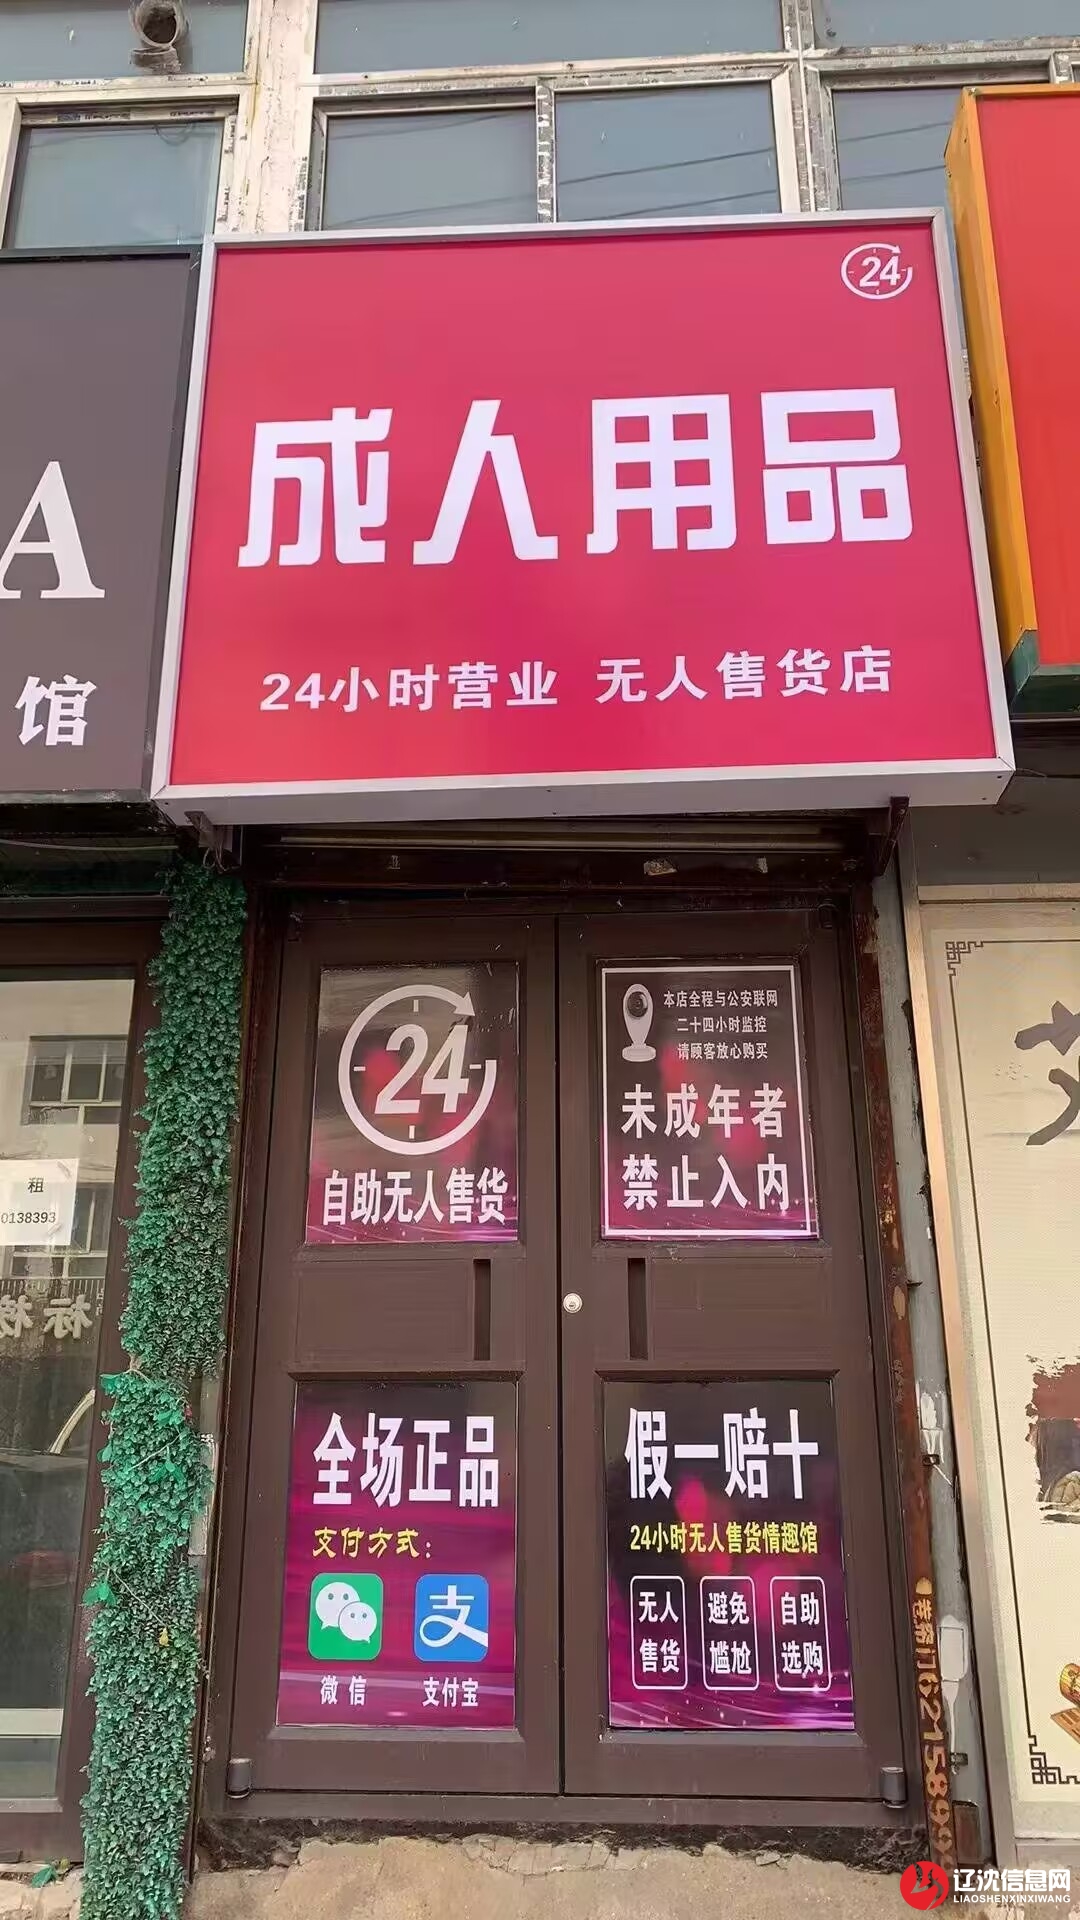 24
成人用品
24小时营业 无人售货店
A
馆
24
自助无人售货
本店全程与公安联网
二十四小时监控
请顾客放心购买
未成年者
禁止入内
租
0138393
全场正品
支付方式：
微信
支
支付宝
假一赔十
24小时无人售货情趣馆
无人
售货
避免
尴尬
自助
选购
辽沈信息网
LIAOSHENXINXIWANG